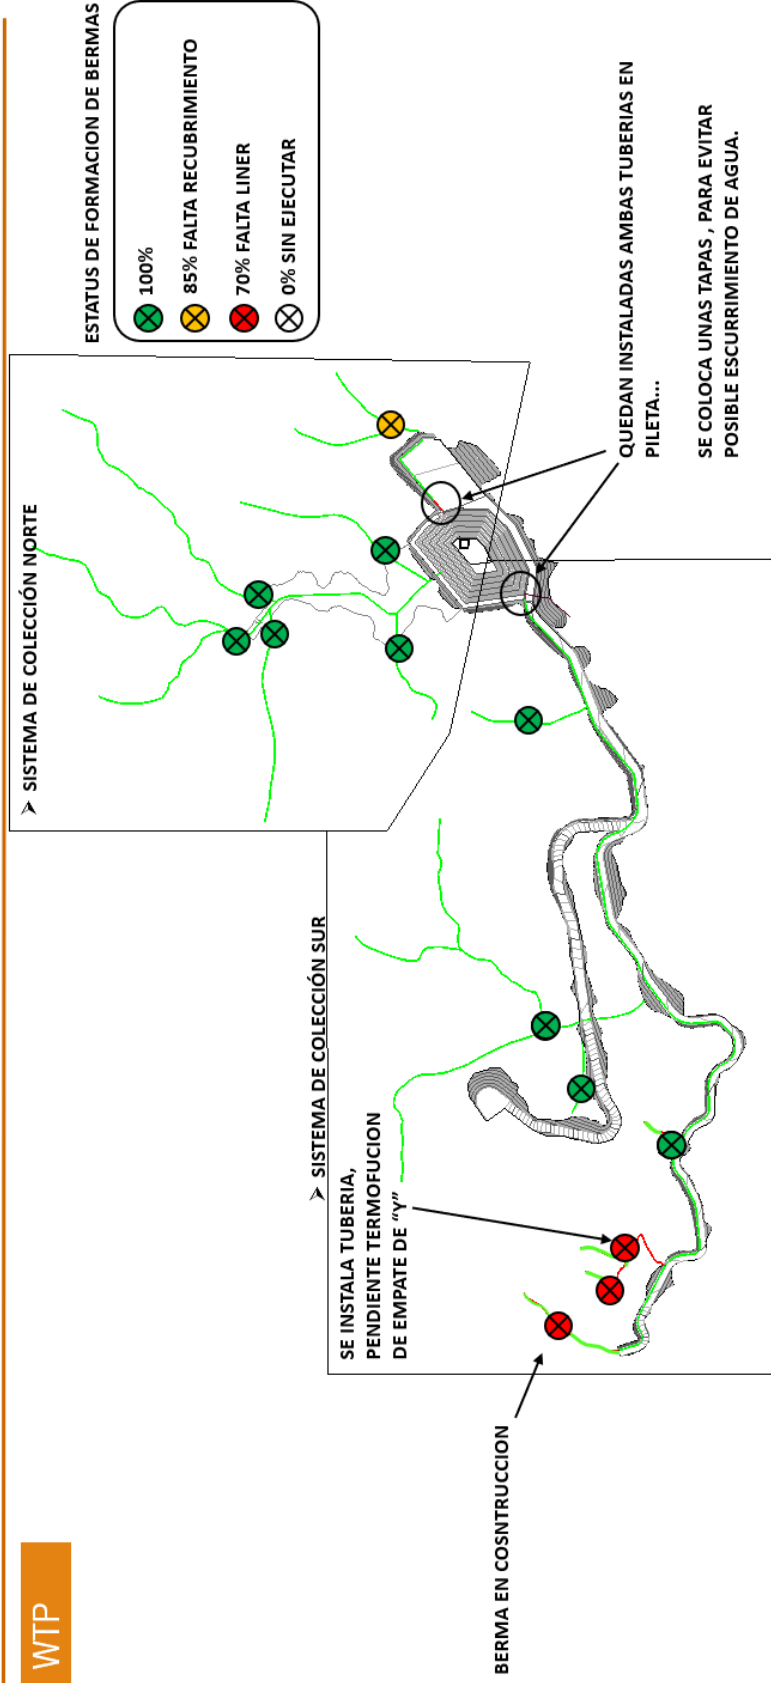 WTP
ESTATUS DE FORMACION DE BERMAS
100%
85% FALTA RECUBRIMIENTO
70% FALTA LINER
0% SIN EJECUTAR
➢ SISTEMA DE COLECCIÓN NORTE
➢ SISTEMA DE COLECCIÓN SUR
SE INSTALA TUBERIA,
PENDIENTE TERMOFUCION
DE EMPATE DE “Y”
BERMA EN COSNTRUCCION
QUEDAN INSTALADAS AMBAS TUBERIAS EN
PILETA...
SE COLOCA UNAS TAPAS , PARA EVITAR
POSIBLE ESCURRIMIENTO DE AGUA.